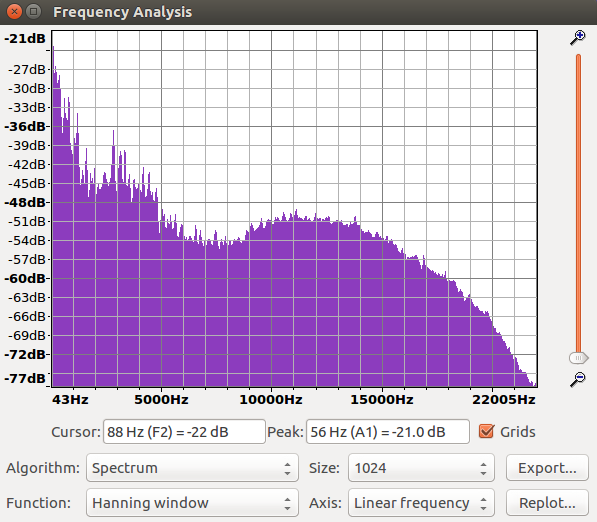 Frequency Analysis
-21dB
-27dB
-30dB
-33dB
-36dB
-39dB
-42dB
-45dB
-48dB
-51dB
-54dB
-57dB
-60dB
-63dB
-66dB
-69dB
-72dB
-77dB
43Hz 5000Hz 10000Hz 15000Hz 22005Hz
Cursor: 88 Hz (F2) = -22 dB Peak: 56 Hz (A1) = -21.0 dB Grids
Algorithm: Spectrum Size: 1024 Export...
Function: Hanning window Axis: Linear frequency Replot...